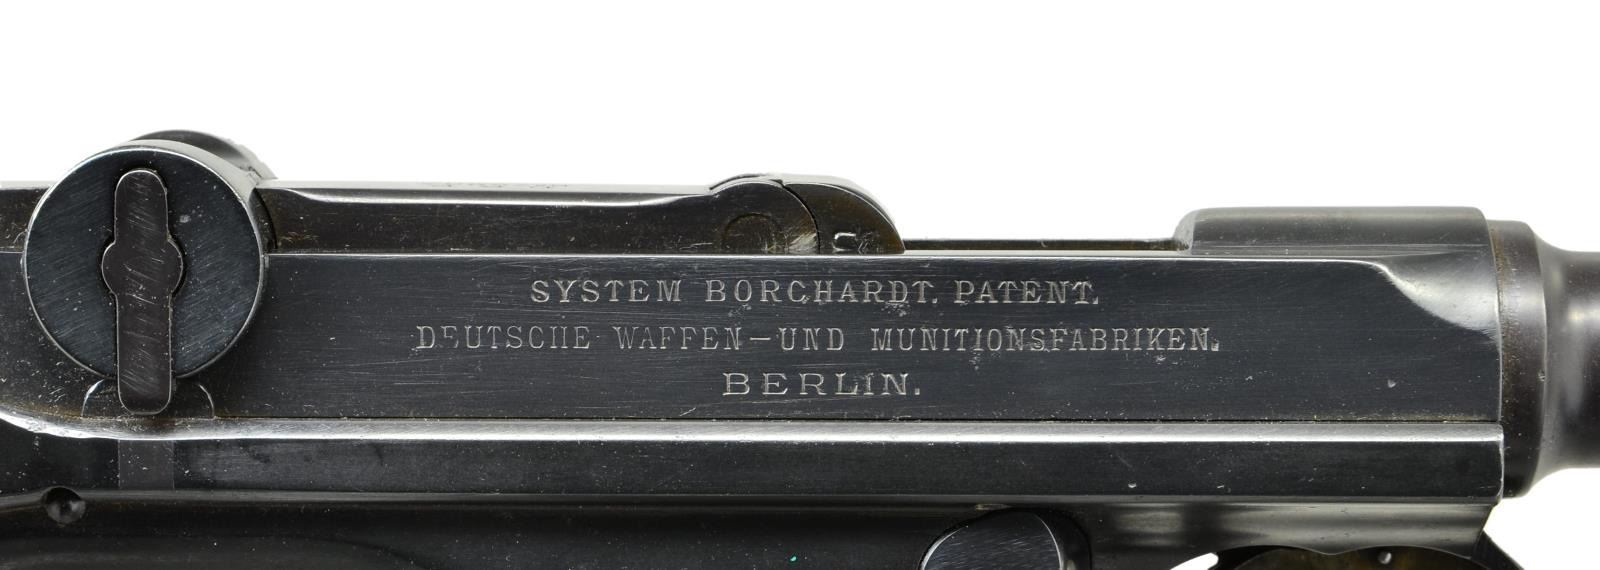 SYSTEM BORCHARDT. PATENT.
DEUTSCHE WAFFEN-UND MUNITIONSFABRIKEN.
BERLIN.